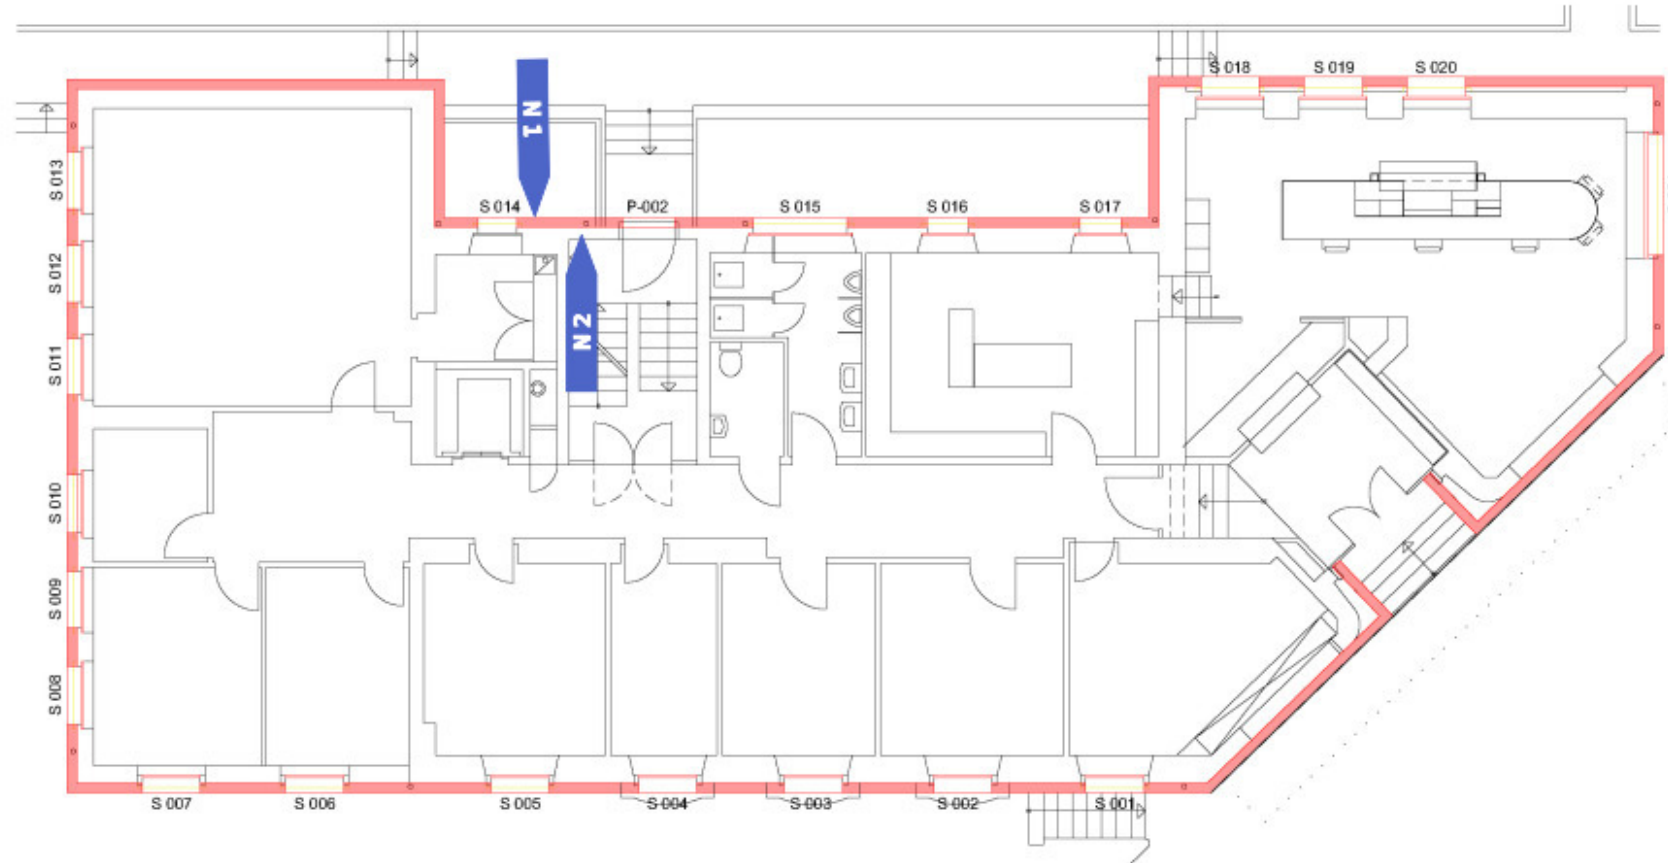 S 018 S 019 S 020
N 1
S 013
S 014 P-002 S 015 S 016 S 017
S 012
N 2
S 011
S 010
S 009
S 008
S 007 S 006 S 005 S 004 S 003 S 002 S 001